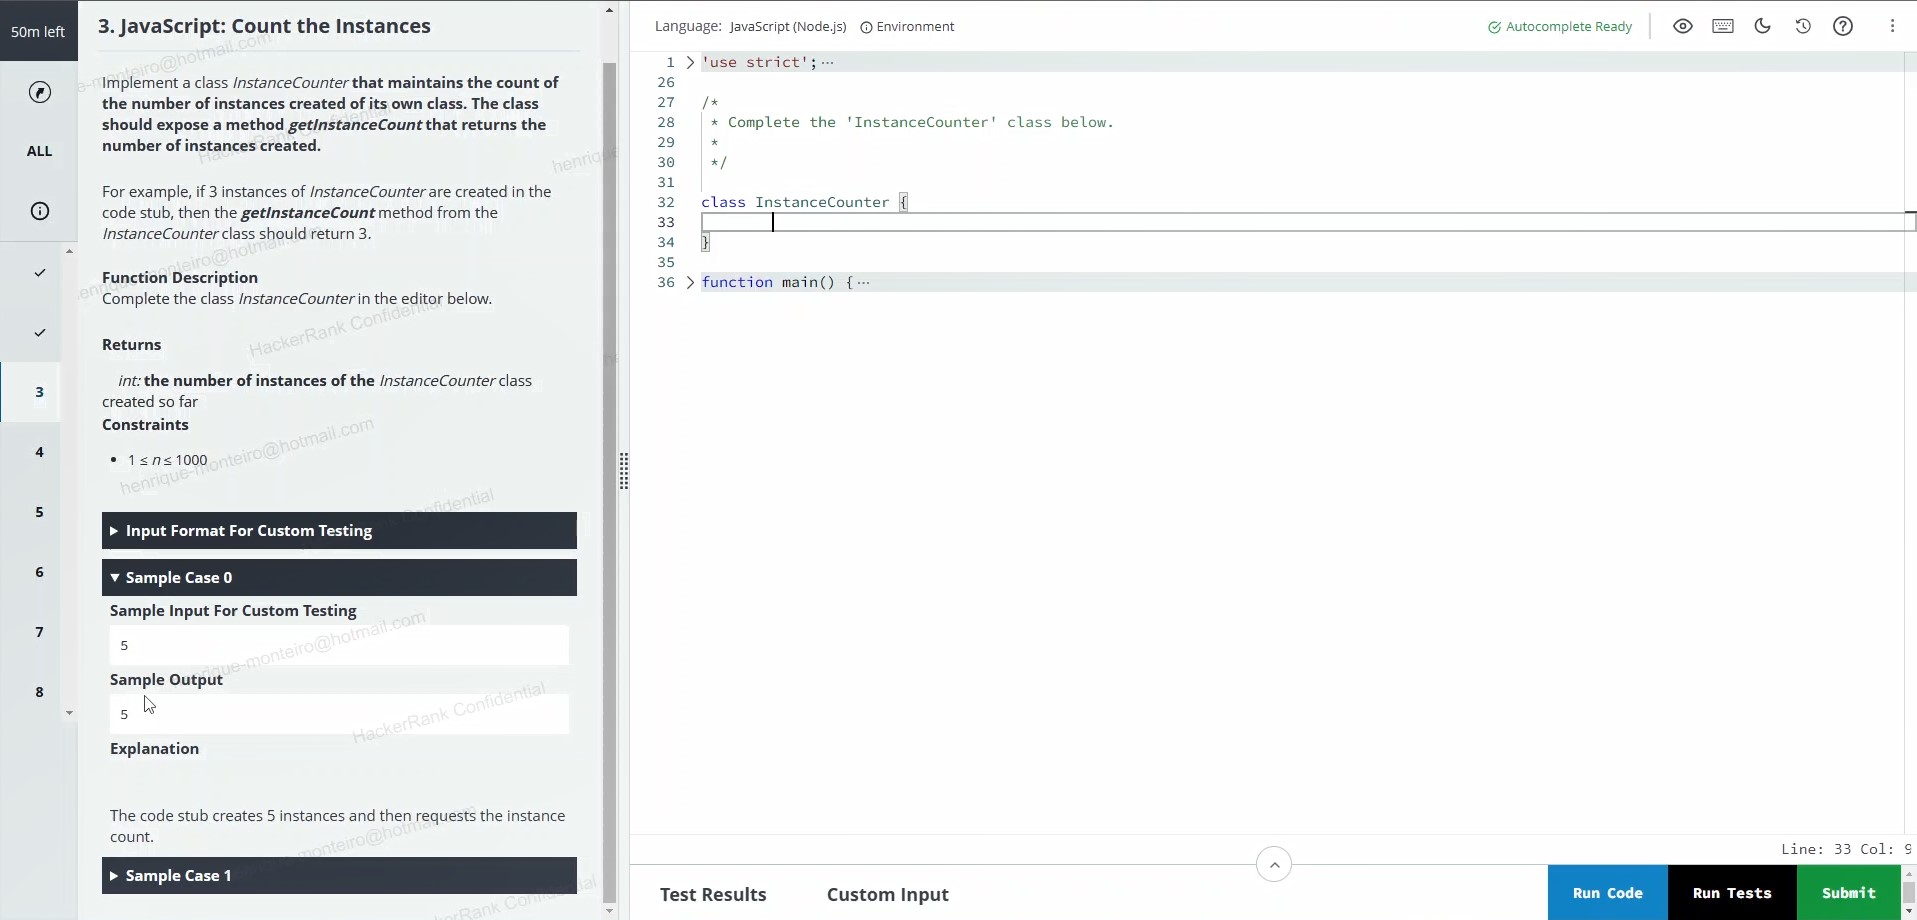 50m left
ALL
3
4
5
6
7
8
3. JavaScript: Count the Instances
Implement a class InstanceCounter that maintains the count of
the number of instances created of its own class. The class
should expose a method getInstanceCount that returns the
number of instances created.
For example, if 3 instances of InstanceCounter are created in the
code stub, then the getInstanceCount method from the
InstanceCounter class should return 3.
Function Description
Complete the class InstanceCounter in the editor below.
Returns
int: the number of instances of the InstanceCounter class
created so far
Constraints
• 1 ≤ n ≤ 1000
Input Format For Custom Testing
Sample Case 0
Sample Input For Custom Testing
5
Sample Output
5
Explanation
The code stub creates 5 instances and then requests the instance
count.
Sample Case 1
henrique-monteiro@hotmail.com
HackerRank Confidential
Language: JavaScript (Node.js) Environment
Autocomplete Ready
1 'use strict';
26
27 /*
28 * Complete the 'InstanceCounter' class below.
29 *
30 */
31
32 class InstanceCounter {
33
34 }
35
36 function main() {
Line: 33 Col: 9
Test Results Custom Input
Run Code Run Tests Submit